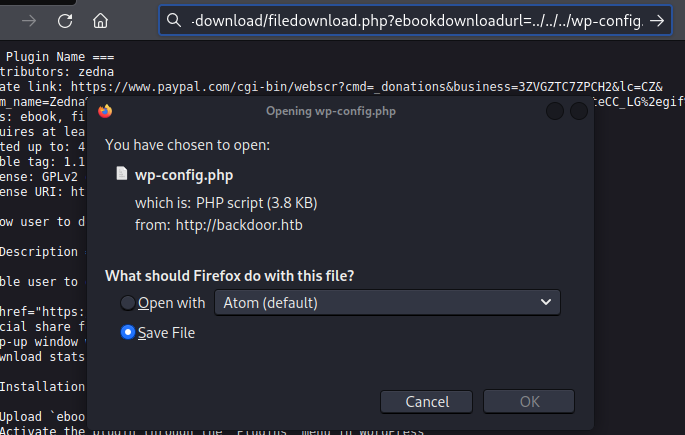 -download/filedownload.php?ebookdownloadurl=../../../wp-config.
Plugin Name ===
tributors: zedna
ate link: https://www.paypal.com/cgi-bin/webscr?cmd=_donations&business=3ZVGZTC7ZPCH2&lc=CZ&
m_name=Zedna
teCC_LG%2egif
s: ebook, fi
uires at lea
ted up to: 4
ble tag: 1.1
ense: GPLv2
ense URI: ht
ow user to d
Description
ble user to
href="https:
cial share f
p-up window w
wnload stats
Installation
Upload `eboo
Activate the plugin through the 'Plugins' menu in WordPress
Opening wp-config.php
You have chosen to open:
wp-config.php
which is: PHP script (3.8 KB)
from: http://backdoor.htb
What should Firefox do with this file?
Open with
Atom (default)
Save File
Cancel
OK